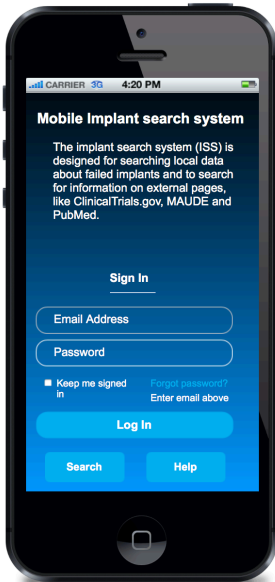 CARRIER 3G 4:20 PM
Mobile Implant search system
The implant search system (ISS) is
designed for searching local data
about failed implants and to search
for information on external pages,
like ClinicalTrials.gov, MAUDE and
PubMed.
Sign In
Email Address
Password
Keep me signed
in
Forgot password?
Enter email above
Log In
Search
Help